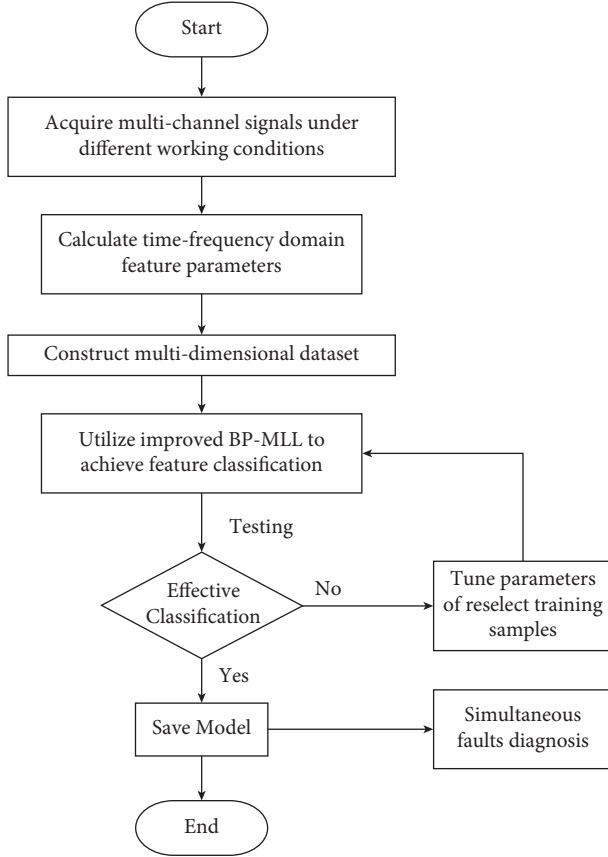 Start
Acquire multi-channel signals under
different working conditions
Calculate time-frequency domain
feature parameters
Construct multi-dimensional dataset
Utilize improved BP-MLL to
achieve feature classification
Testing
Effective
Classification
No
Tune parameters
of reselect training
samples
Yes
Save Model
Simultaneous
faults diagnosis
End